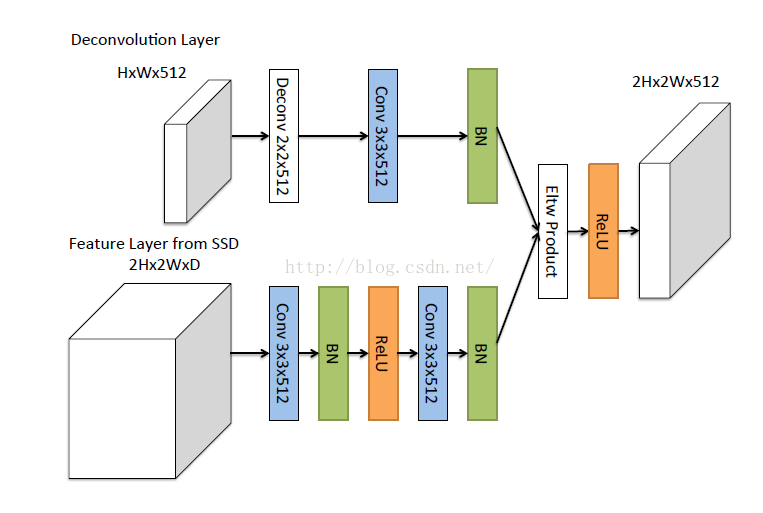 Deconvolution Layer
HxWx512
Deconv 2x2x512
Conv 3x3x512
BN
2Hx2Wx512
Eltw Product
ReLU
Feature Layer from SSD
2Hx2WxD
http://blog.csdn.net/
Conv 3x3x512
BN
ReLU
Conv 3x3x512
BN